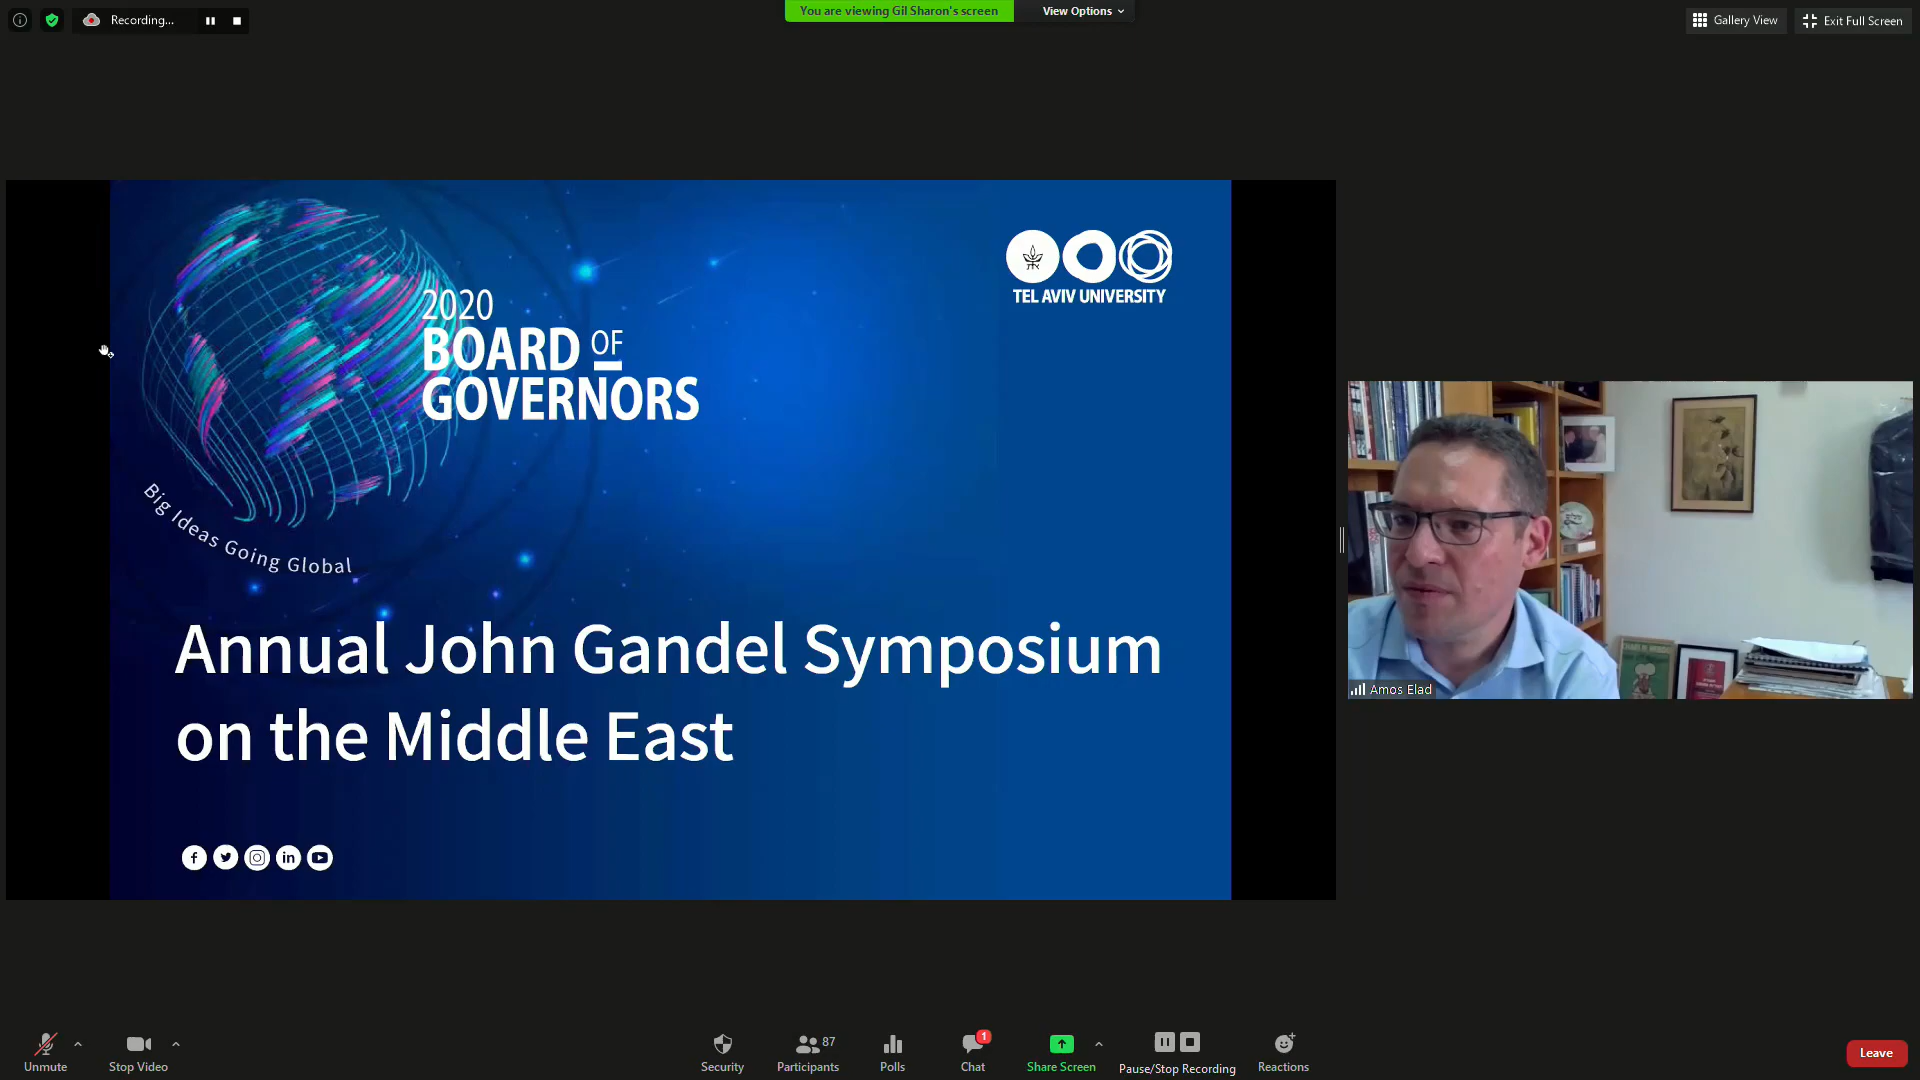 Recording...
You are viewing Gil Sharon's screen
View Options
Gallery View
Exit Full Screen
TEL AVIV UNIVERSITY
2020
BOARD OF
GOVERNORS
Big Ideas Going Global
Annual John Gandel Symposium
on the Middle East
Amos Elad
Unmute
Stop Video
Security
87
Participants
Polls
1
Chat
Share Screen
Pause/Stop Recording
Reactions
Leave